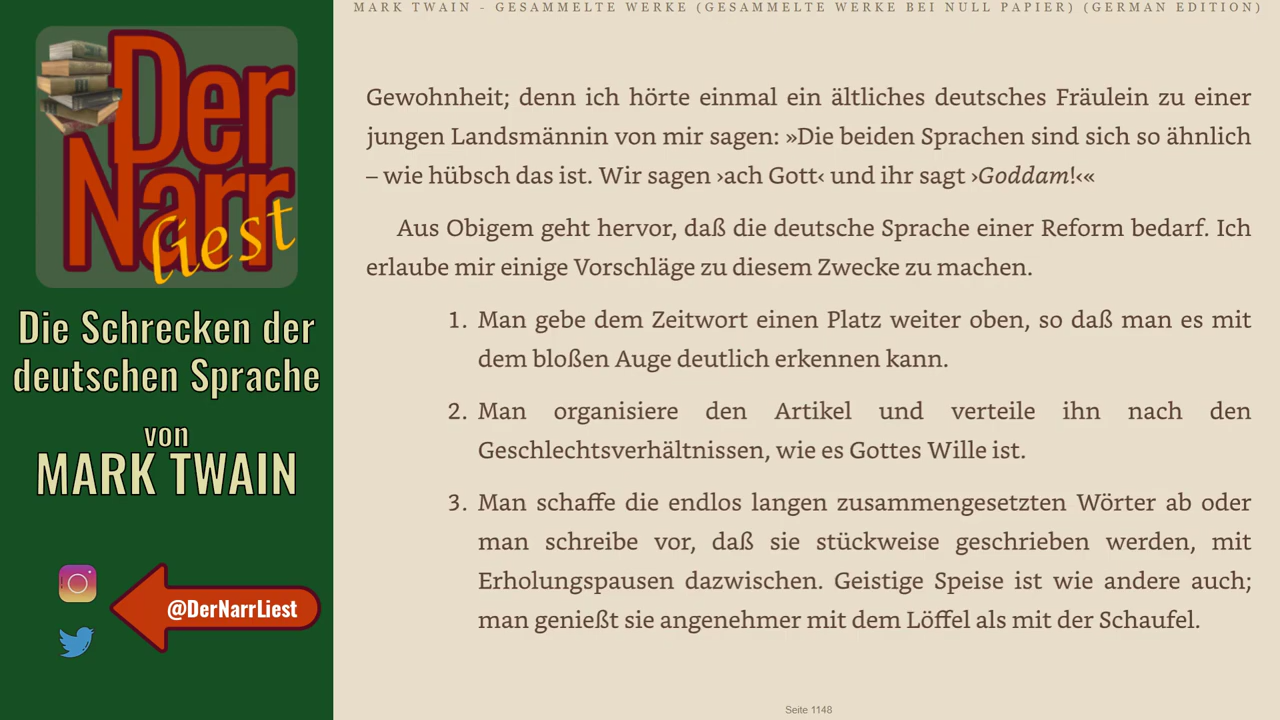 Der
Narr
liest
Die Schrecken der
deutschen Sprache
von
MARK TWAIN
@DerNarrLiest
MARK TWAIN - GESAMMELTE WERKE (GESAMMELTE WERKE BEI NULL PAPIER) (GERMAN EDITION)
Gewohnheit; denn ich hörte einmal ein ältliches deutsches Fräulein zu einer
jungen Landsmännin von mir sagen: »Die beiden Sprachen sind sich so ähnlich
– wie hübsch das ist. Wir sagen ›ach Gott‹ und ihr sagt ›Goddam!‹«
Aus Obigem geht hervor, daß die deutsche Sprache einer Reform bedarf. Ich
erlaube mir einige Vorschläge zu diesem Zwecke zu machen.
1. Man gebe dem Zeitwort einen Platz weiter oben, so daß man es mit
dem bloßen Auge deutlich erkennen kann.
2. Man organisiere den Artikel und verteile ihn nach den
Geschlechtsverhältnissen, wie es Gottes Wille ist.
3. Man schaffe die endlos langen zusammengesetzten Wörter ab oder
man schreibe vor, daß sie stückweise geschrieben werden, mit
Erholungspausen dazwischen. Geistige Speise ist wie andere auch;
man genießt sie angenehmer mit dem Löffel als mit der Schaufel.
Seite 1148